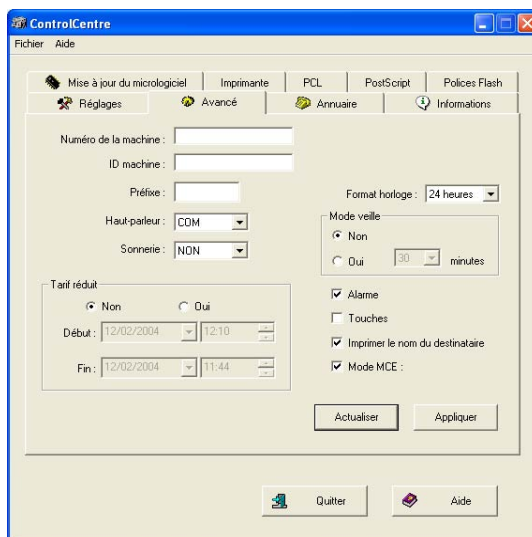 ControlCentre
Fichier Aide
Mise à jour du micrologiciel Imprimante PCL PostScript Polices Flash
Réglages Avancé Annuaire Informations
Numéro de la machine :
ID machine :
Préfixe :
Format horloge : 24 heures
Haut-parleur : COM
Mode veille
Non
Sonnerie : NON
Oui 30 minutes
Tarif réduit
Non Oui
Début : 12/02/2004 12:10
Fin : 12/02/2004 11:44
Alarme
Touches
Imprimer le nom du destinataire
Mode MCE :
Actualiser Appliquer
Quitter Aide